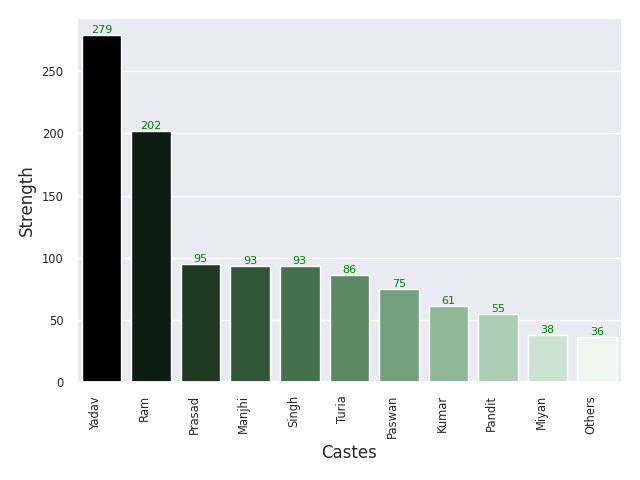 279
250
202
200
Strength
150
100
95
93
93
86
75
61
55
50
38
36
0
Yadav
Ram
Prasad
Manjhi
Singh
Turia
Paswan
Kumar
Pandit
Miyan
Others
Castes